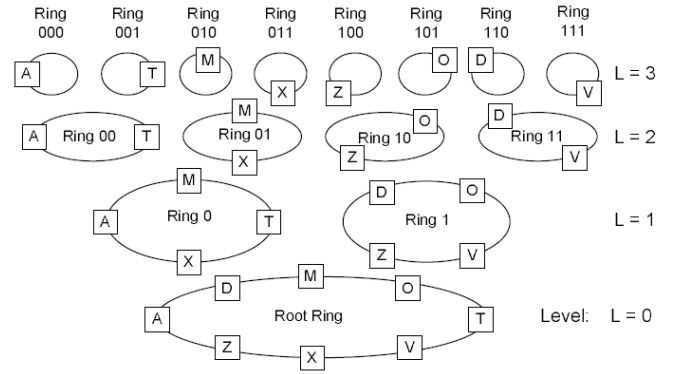 Ring Ring Ring Ring Ring Ring Ring Ring
000 001 010 011 100 101 110 111
A T M X Z O D V L = 3
A Ring 00 T M Ring 01 X Ring 10 O Z D Ring 11 V L = 2
M D O
A Ring 0 T Ring 1 L = 1
X Z V
D M O
A Root Ring T Level: L = 0
Z X V